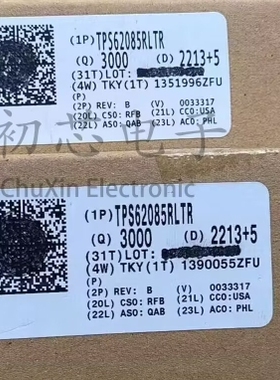 (1P) TPS62085RLTR
(Q) 3000 (D) 2213+5
(31T) LOT:
(4W) TKY (1T) 1351996ZFU
(P)
(2P) REV: B (V) 0033317
(20L) CSO: RFB (21L) CCO:USA
(22L) ASO: QAB (23L) ACO: PHL
初芯电子
ChuXin Electronic
(1P) TPS62085RLTR
(Q) 3000 (D) 2213+5
(31T) LOT:
(4W) TKY (1T) 1390055ZFU
(P)
(2P) REV: B (V) 0033317
(20L) CSO: RFB (21L) CCO:USA
(22L) ASO: QAB (23L) ACO: PHL